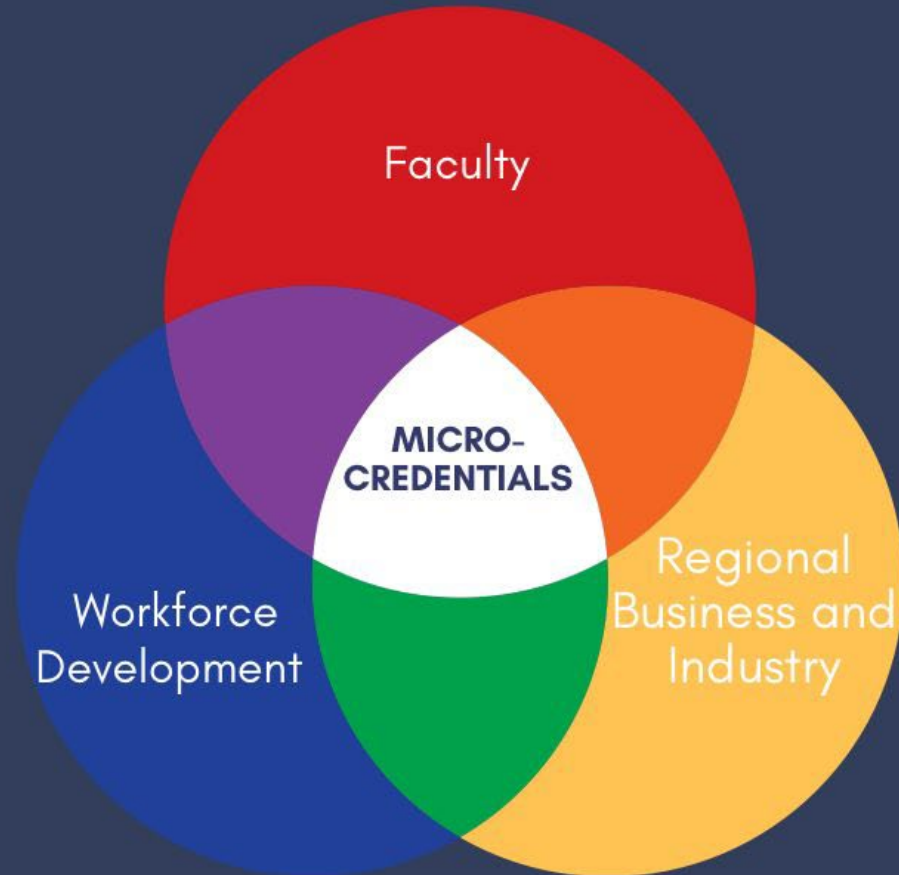 Faculty
MICRO-
CREDENTIALS
Workforce
Development
Regional
Business and
Industry